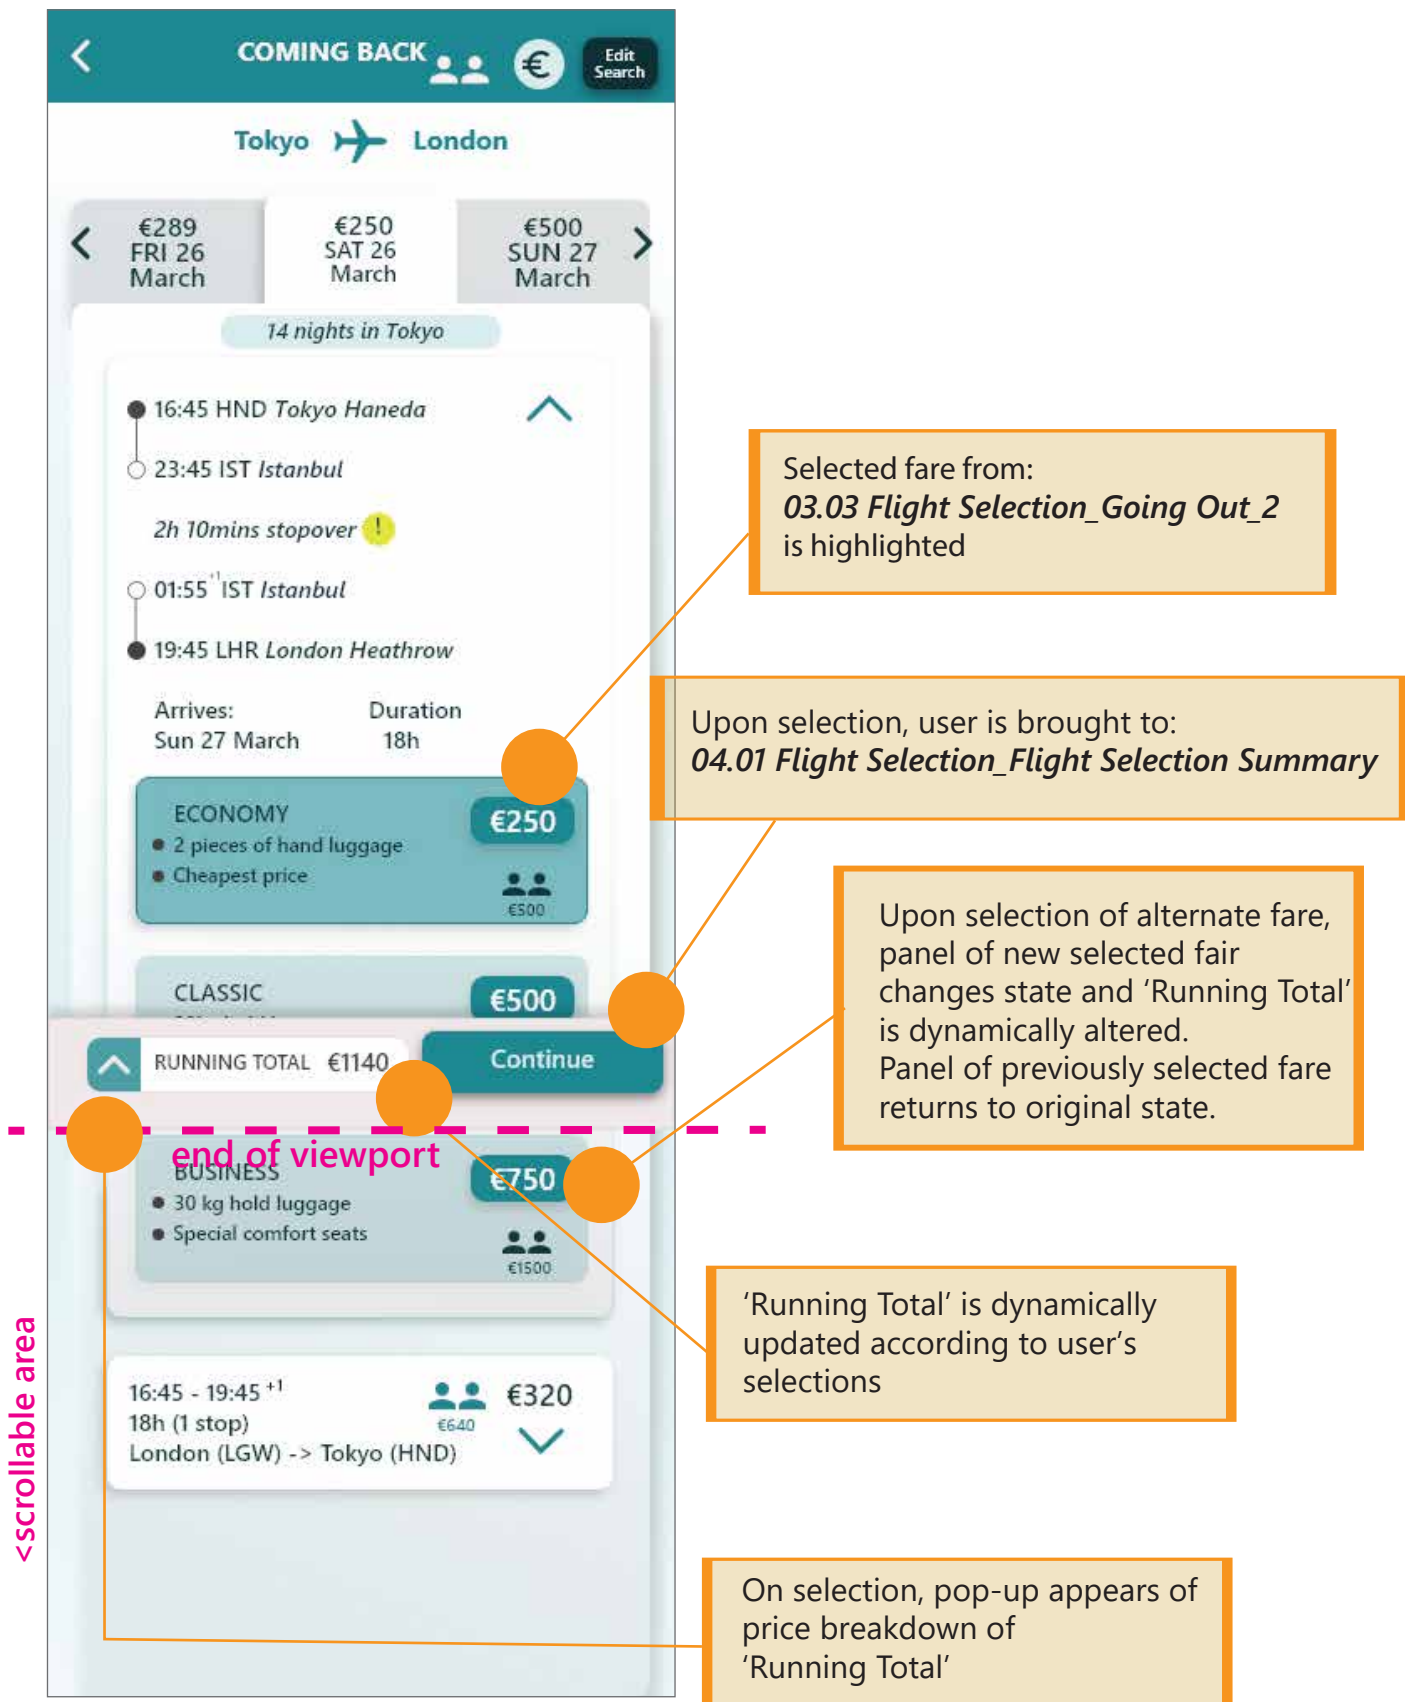 COMING BACK
€
Edit
Search
Tokyo London
€289
FRI 26
March
€250
SAT 26
March
€500
SUN 27
March
14 nights in Tokyo
16:45 HND Tokyo Haneda
23:45 IST Istanbul
2h 10mins stopover !
01:55 +1 IST Istanbul
19:45 LHR London Heathrow
Arrives: Duration
Sun 27 March 18h
ECONOMY €250
2 pieces of hand luggage
Cheapest price
€500
CLASSIC €500
RUNNING TOTAL €1140 Continue
end of viewport
BUSINESS €750
30 kg hold luggage
Special comfort seats
€1500
16:45 - 19:45 +1 €320
18h (1 stop) €640
London (LGW) -> Tokyo (HND)
<scrollable area
Selected fare from:
03.03 Flight Selection_Going Out_2
is highlighted
Upon selection, user is brought to:
04.01 Flight Selection_Flight Selection Summary
Upon selection of alternate fare,
panel of new selected fair
changes state and ‘Running Total’
is dynamically altered.
Panel of previously selected fare
returns to original state.
‘Running Total’ is dynamically
updated according to user’s
selections
On selection, pop-up appears of
price breakdown of
‘Running Total’